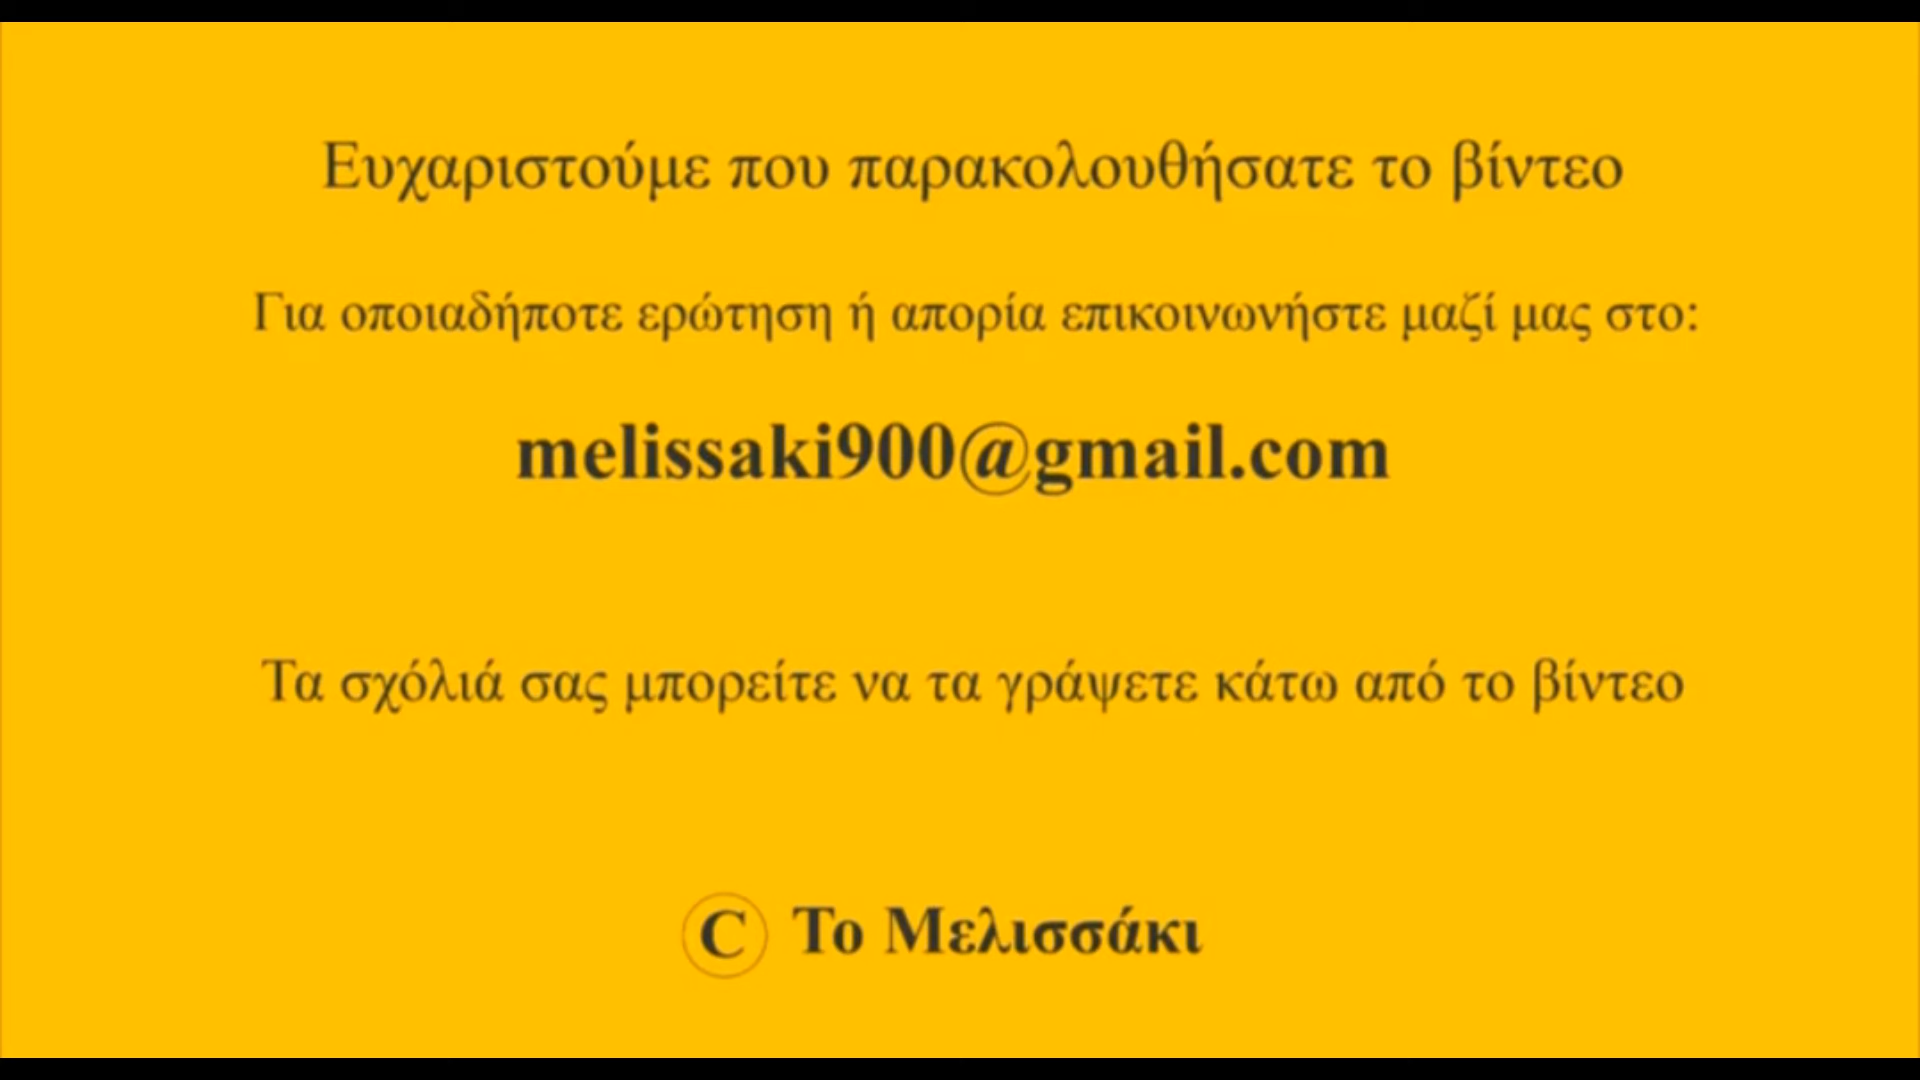 Ευχαριστούμε που παρακολουθήσατε το βίντεο
Για οποιαδήποτε ερώτηση ή απορία επικοινωνήστε μαζί μας στο:
melissaki900@gmail.com
Τα σχόλιά σας μπορείτε να τα γράψετε κάτω από το βίντεο
© Το Μελισσάκι